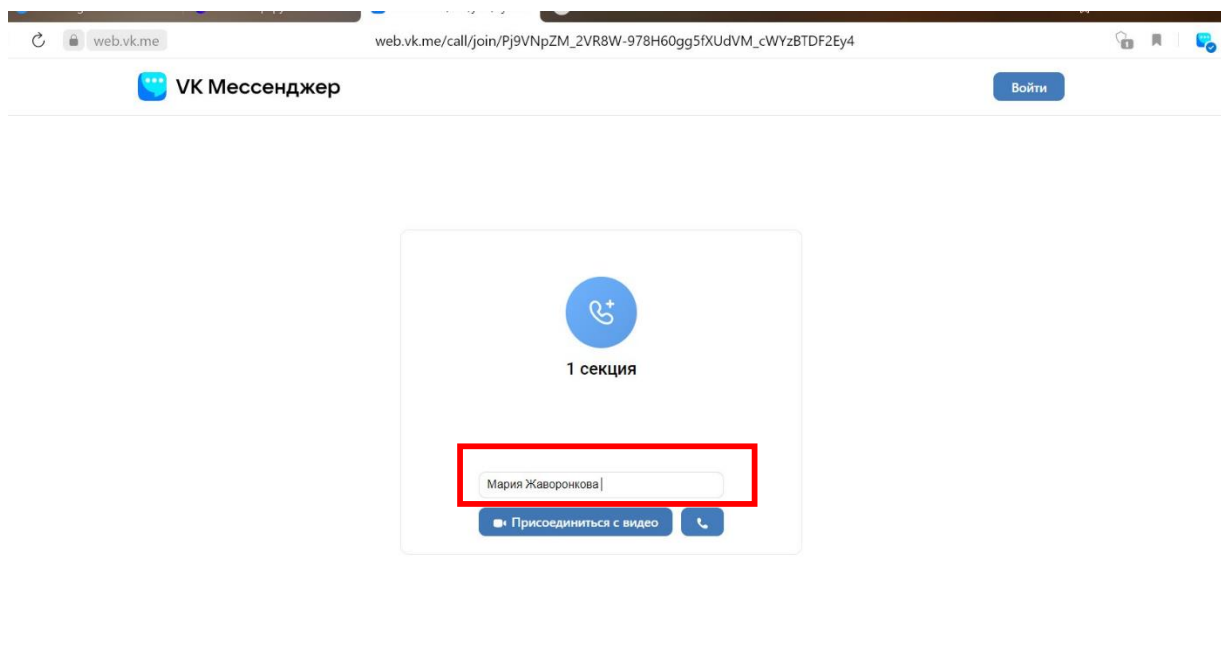 web.vk.me
web.vk.me/call/join/Pj9VNpZM_2VR8W-978H60gg5fXUdVM_cWYzBTDF2Ey4
VK Мессенджер
Войти
1 секция
Мария Жаворонкова
Присоединиться с видео